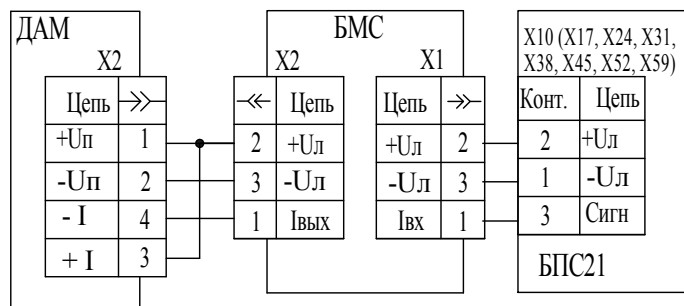 ДАМ
X2
Цепь
+Uп 1
-Uп 2
- I 4
+ I 3
БМС
X2 X1
Цепь Цепь
2 +Uл +Uл 2
3 -Uл -Uл 3
1 Iвых Iвх 1
X10 (X17, X24, X31,
X38, X45, X52, X59)
Конт. Цепь
2 +Uл
1 -Uл
3 Сигн
БПС21